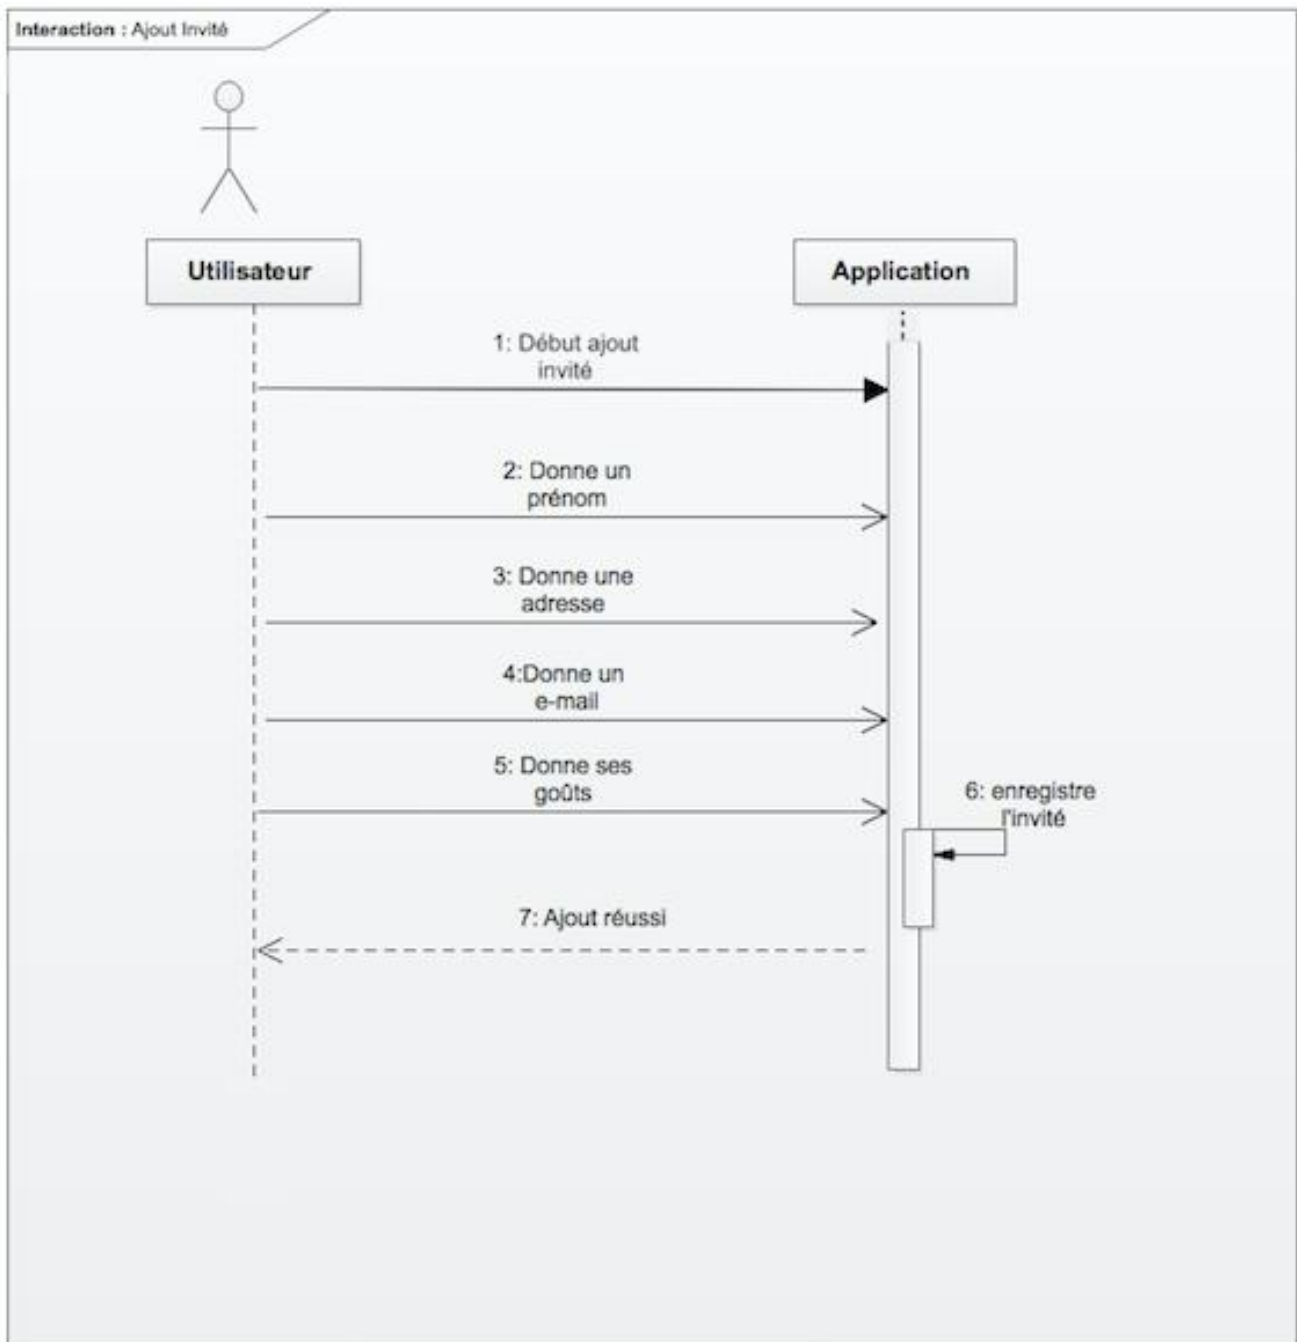 Interaction : Ajout Invité
Utilisateur
Application
1: Début ajout
invité
2: Donne un
prénom
3: Donne une
adresse
4:Donne un
e-mail
5: Donne ses
goûts
6: enregistre
l'invité
7: Ajout réussi